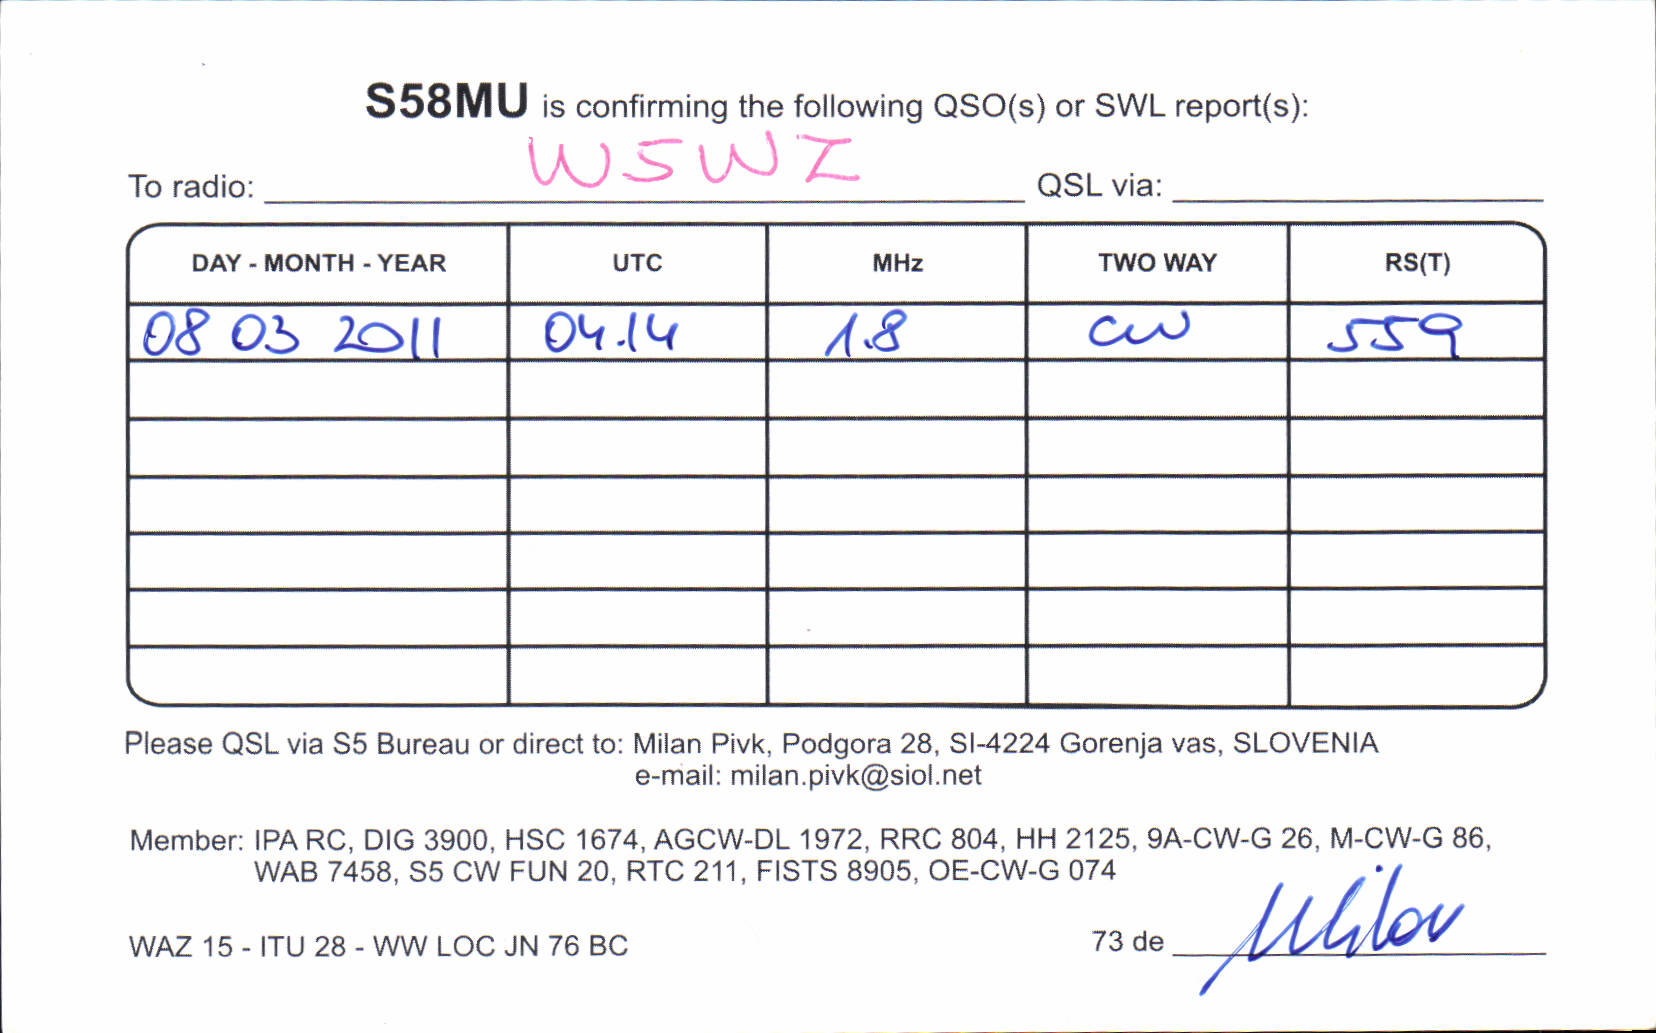 S58MU is confirming the following QSO(s) or SWL report(s):
To radio: W5WZ QSL via:
DAY - MONTH - YEAR UTC MHz TWO WAY RS(T)
08 03 2011 04.14 1.8 CW 559
Please QSL via S5 Bureau or direct to: Milan Pivk, Podgora 28, SI-4224 Gorenja vas, SLOVENIA
e-mail: milan.pivk@siol.net
Member: IPA RC, DIG 3900, HSC 1674, AGCW-DL 1972, RRC 804, HH 2125, 9A-CW-G 26, M-CW-G 86,
WAB 7458, S5 CW FUN 20, RTC 211, FISTS 8905, OE-CW-G 074
WAZ 15 - ITU 28 - WW LOC JN 76 BC
73 de Milan